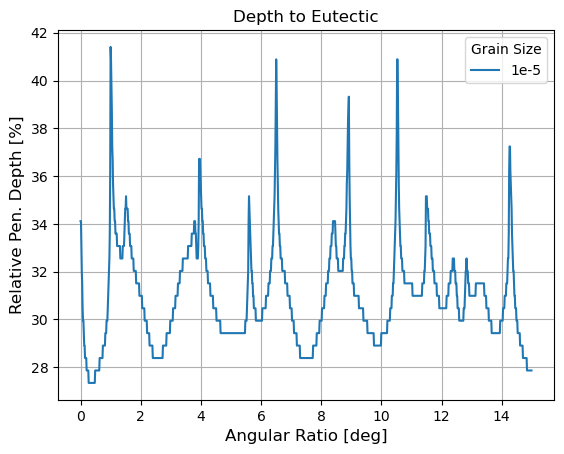 Depth to Eutectic
Relative Pen. Depth [%]
42
40
38
36
34
32
30
28
Grain Size
1e-5
0 2 4 6 8 10 12 14
Angular Ratio [deg]